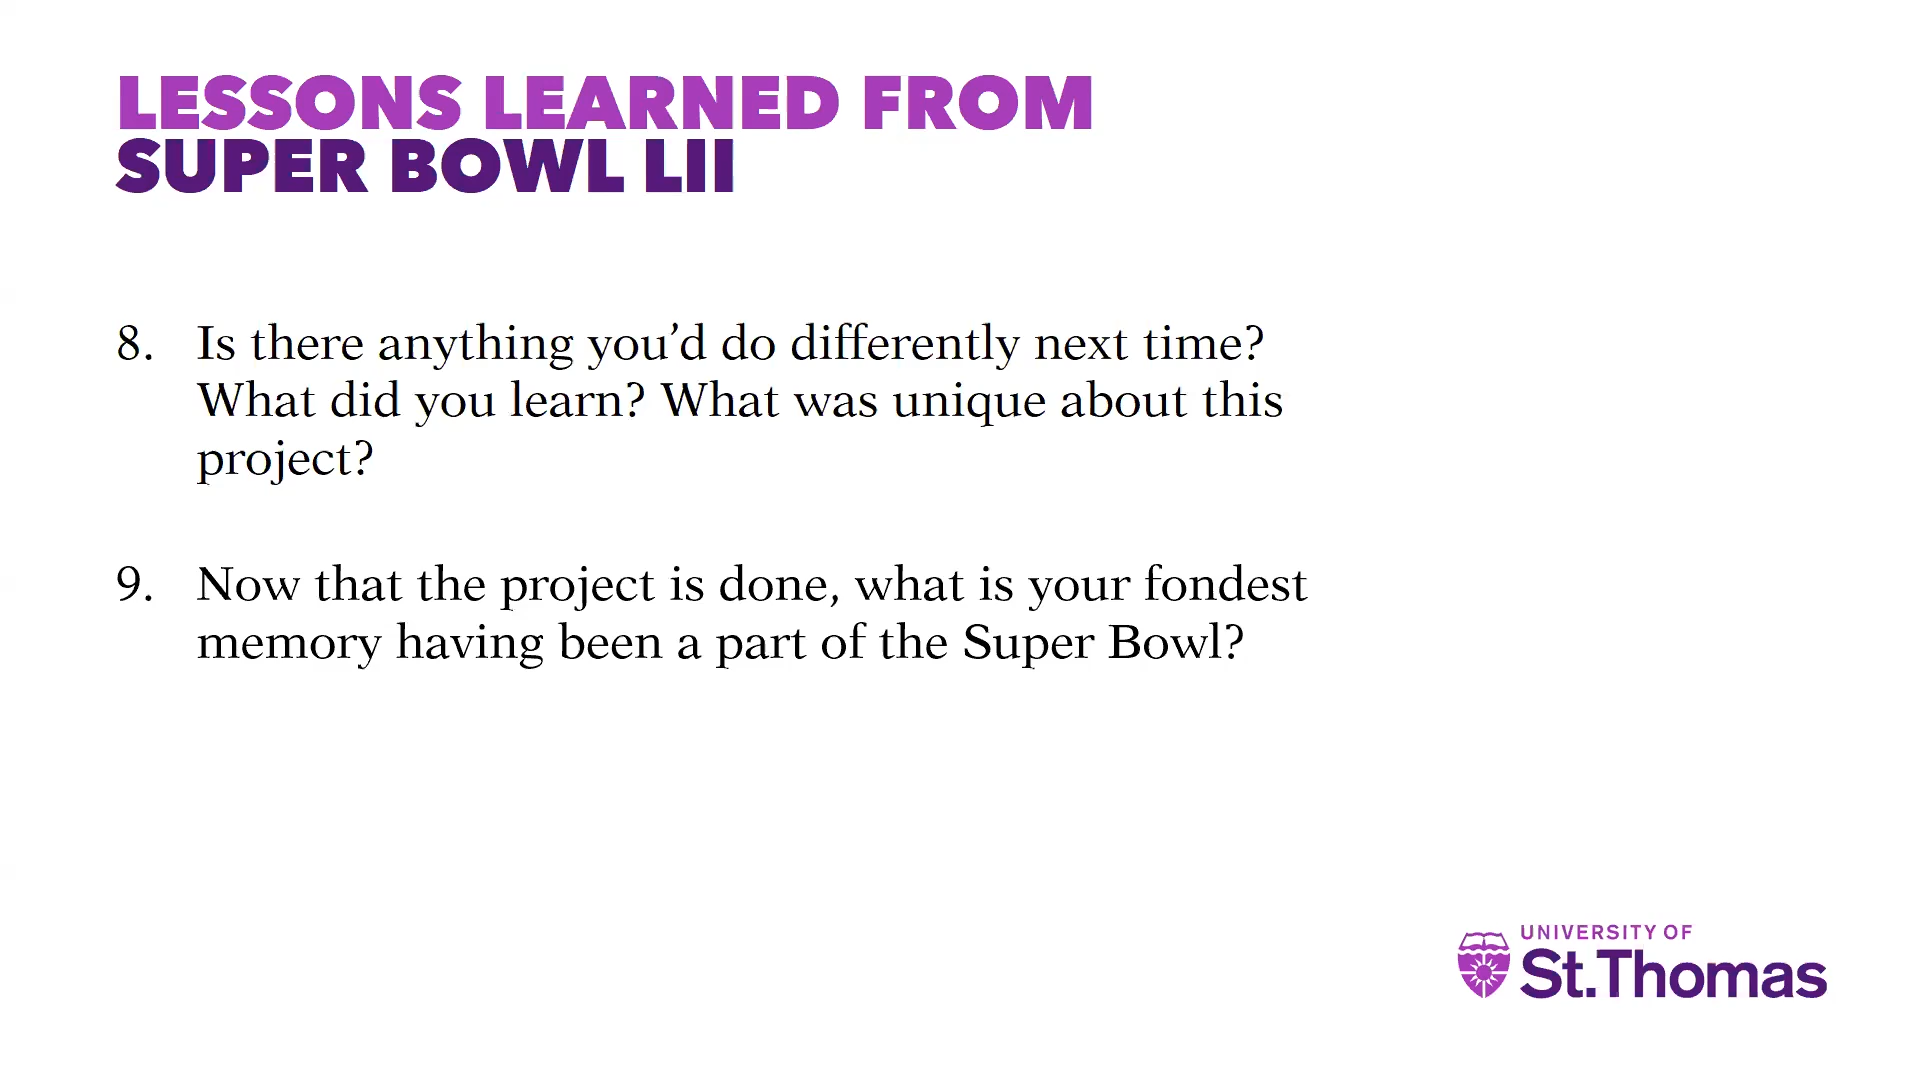 LESSONS LEARNED FROM
SUPER BOWL LII
8. Is there anything you’d do differently next time?
What did you learn? What was unique about this
project?
9. Now that the project is done, what is your fondest
memory having been a part of the Super Bowl?
UNIVERSITY OF
St.Thomas